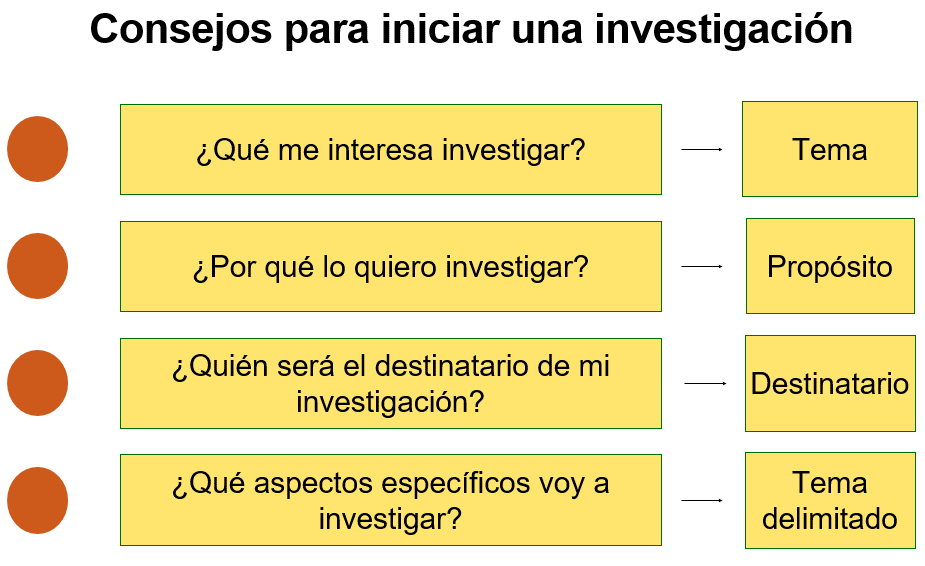 Consejos para iniciar una investigación
¿Qué me interesa investigar?
Tema
¿Por qué lo quiero investigar?
Propósito
¿Quién será el destinatario de mi
investigación?
Destinatario
¿Qué aspectos específicos voy a
investigar?
Tema
delimitado